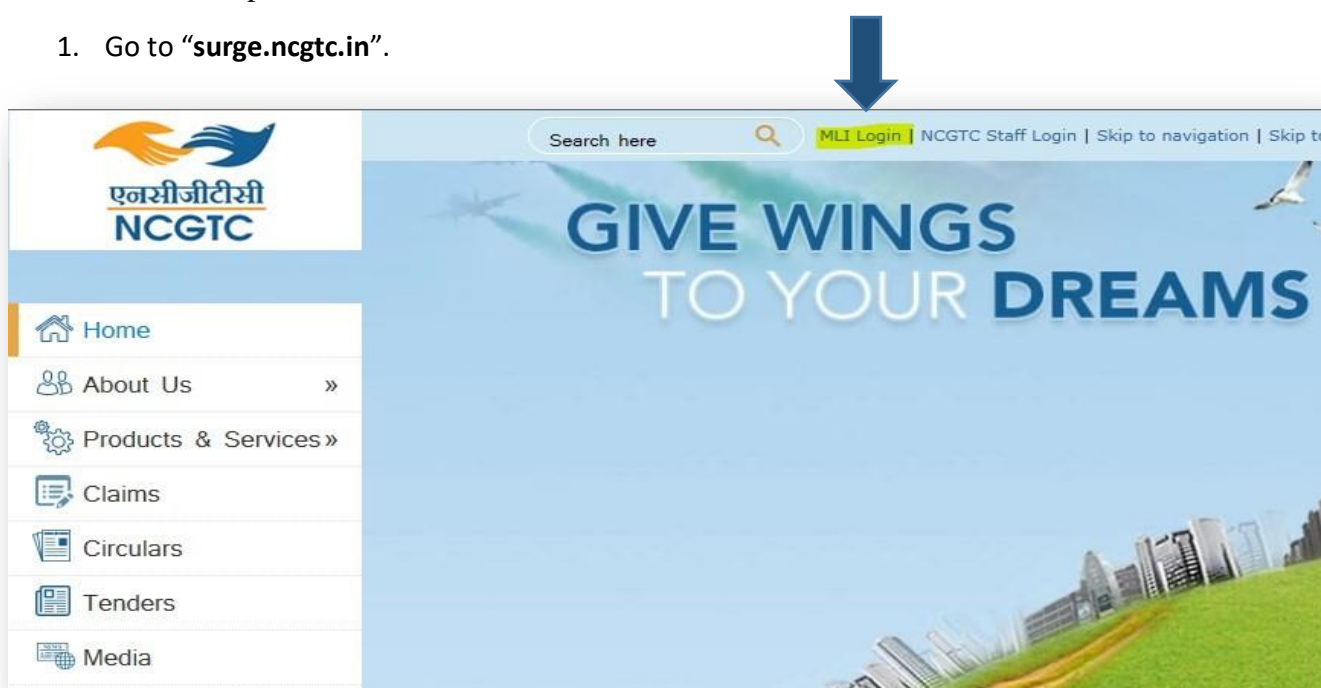 1. Go to “surge.ncgtc.in”.
Search here
MLI Login | NCGTC Staff Login | Skip to navigation | Skip
एनसीजीटीसी
NCGTC
GIVE WINGS
TO YOUR DREAMS
Home
About Us »
Products & Services »
Claims
Circulars
Tenders
Media